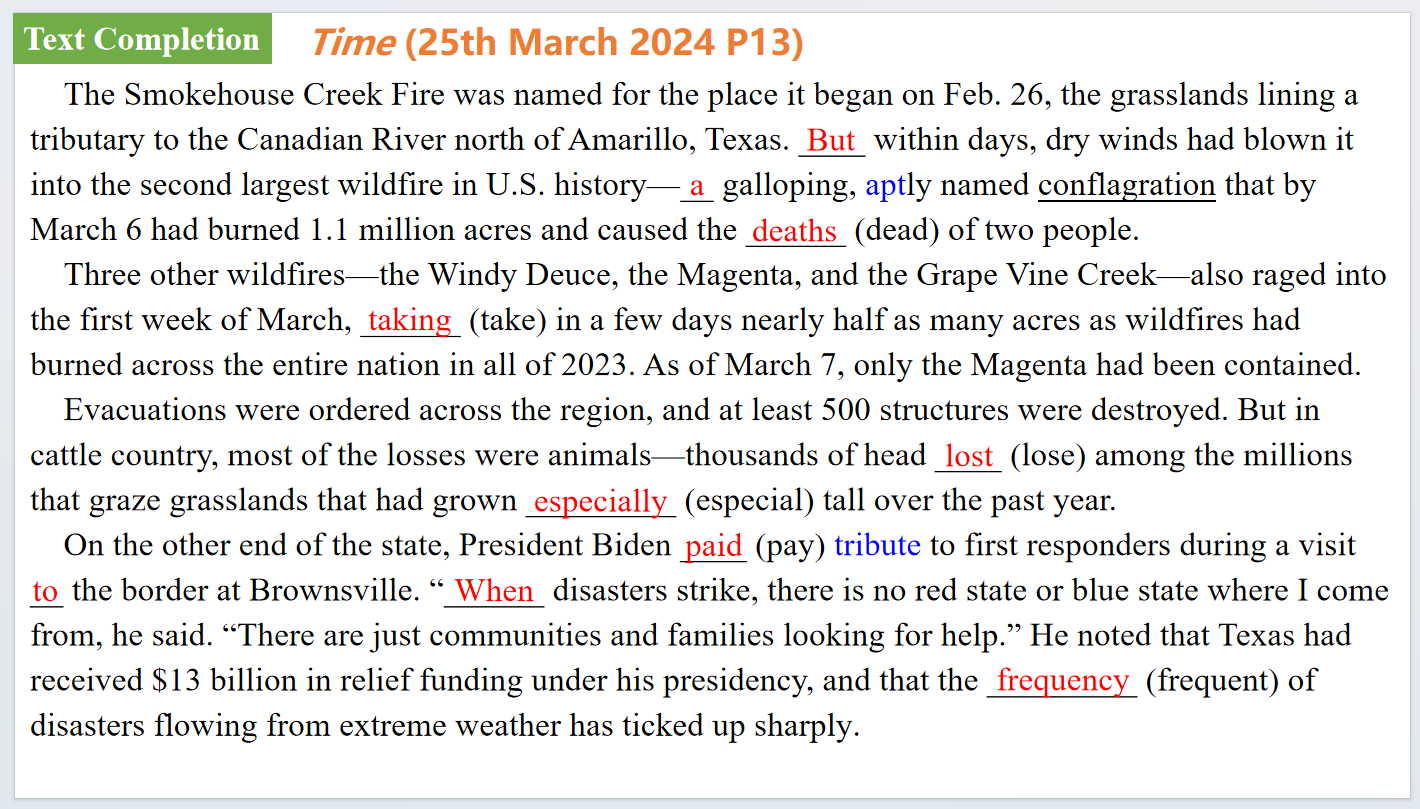 Text Completion
Time (25th March 2024 P13)
The Smokehouse Creek Fire was named for the place it began on Feb. 26, the grasslands lining a
tributary to the Canadian River north of Amarillo, Texas. But within days, dry winds had blown it
into the second largest wildfire in U.S. history—a galloping, aptly named conflagration that by
March 6 had burned 1.1 million acres and caused the deaths (dead) of two people.
Three other wildfires—the Windy Deuce, the Magenta, and the Grape Vine Creek—also raged into
the first week of March, taking (take) in a few days nearly half as many acres as wildfires had
burned across the entire nation in all of 2023. As of March 7, only the Magenta had been contained.
Evacuations were ordered across the region, and at least 500 structures were destroyed. But in
cattle country, most of the losses were animals—thousands of head lost (lose) among the millions
that graze grasslands that had grown especially (especial) tall over the past year.
On the other end of the state, President Biden paid (pay) tribute to first responders during a visit
to the border at Brownsville. “When disasters strike, there is no red state or blue state where I come
from, he said. “There are just communities and families looking for help.” He noted that Texas had
received $13 billion in relief funding under his presidency, and that the frequency (frequent) of
disasters flowing from extreme weather has ticked up sharply.